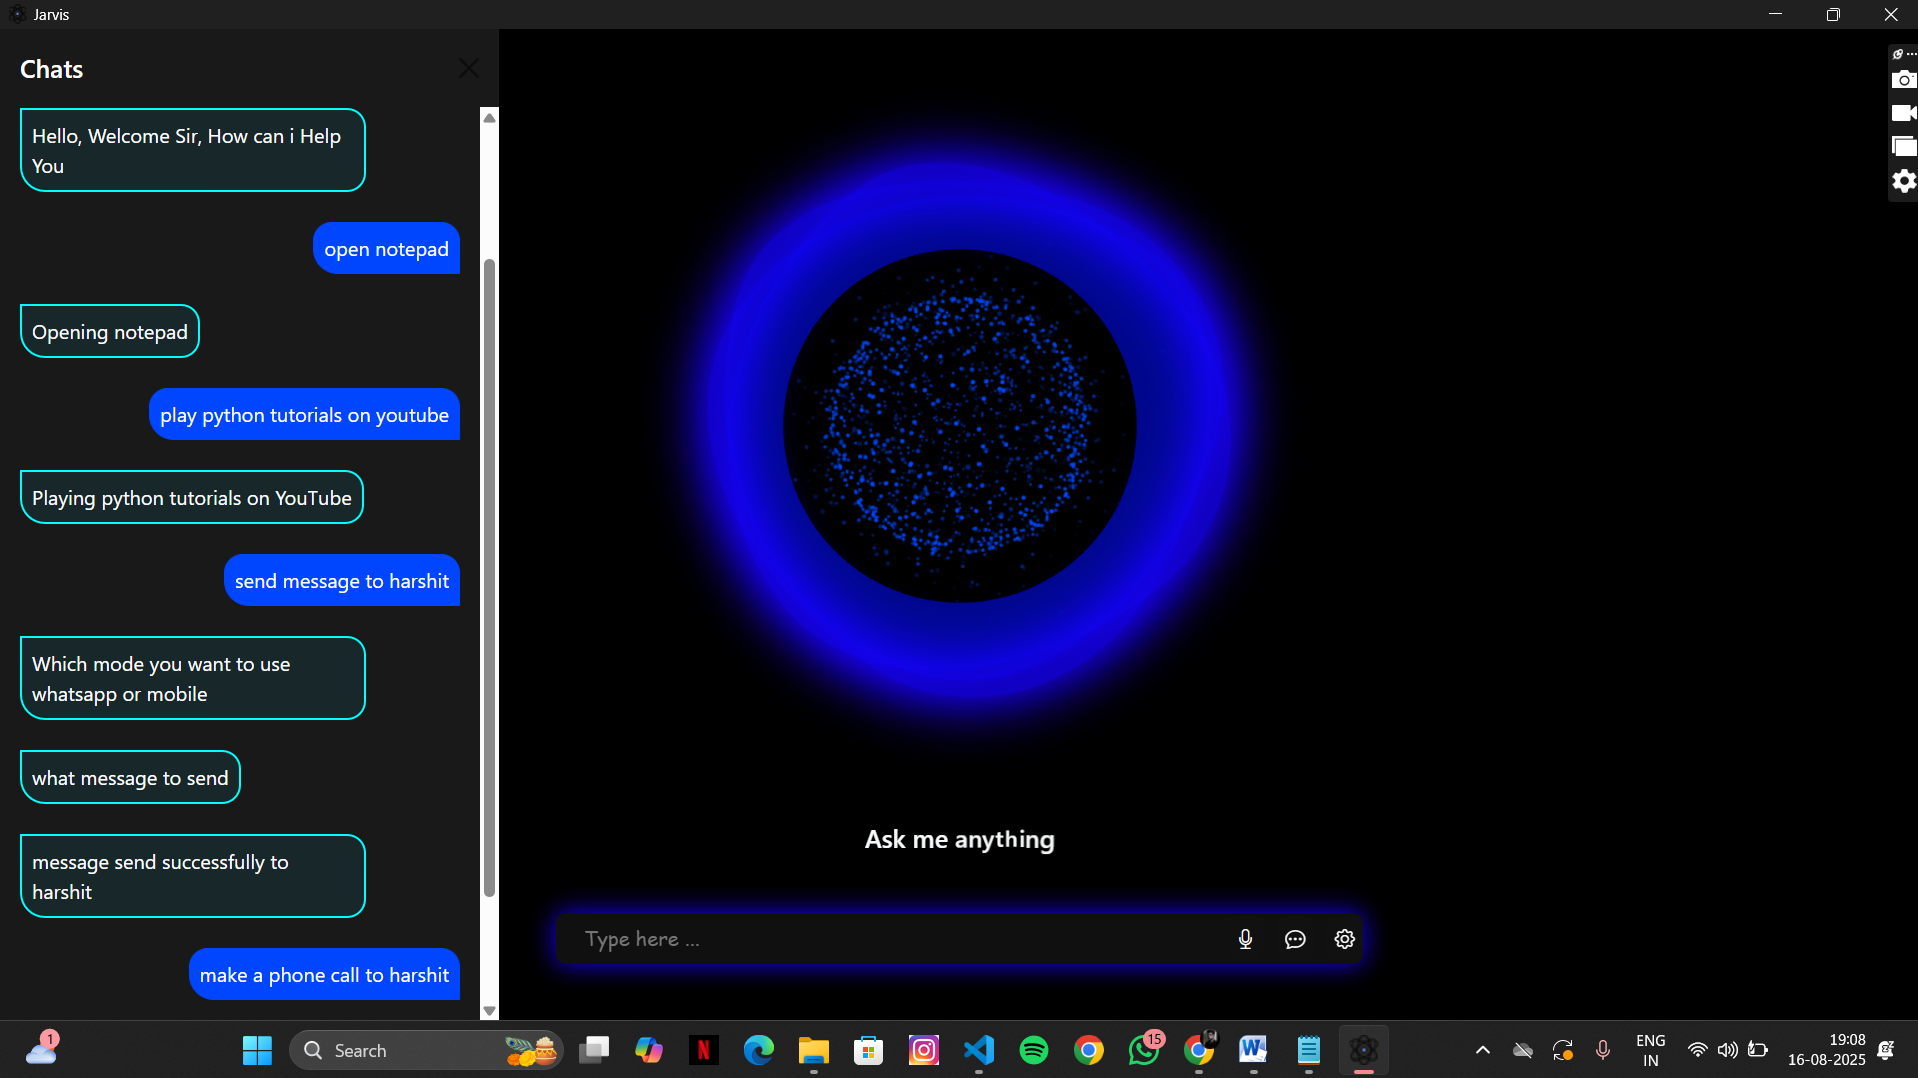 Jarvis
Chats
Hello, Welcome Sir, How can i Help
You
open notepad
Opening notepad
play python tutorials on youtube
Playing python tutorials on YouTube
send message to harshit
Which mode you want to use
whatsapp or mobile
what message to send
message send successfully to
harshit
make a phone call to harshit
Ask me anything
Type here ...
1
Search
N
15
W
ENG
IN
19:08
16-08-2025